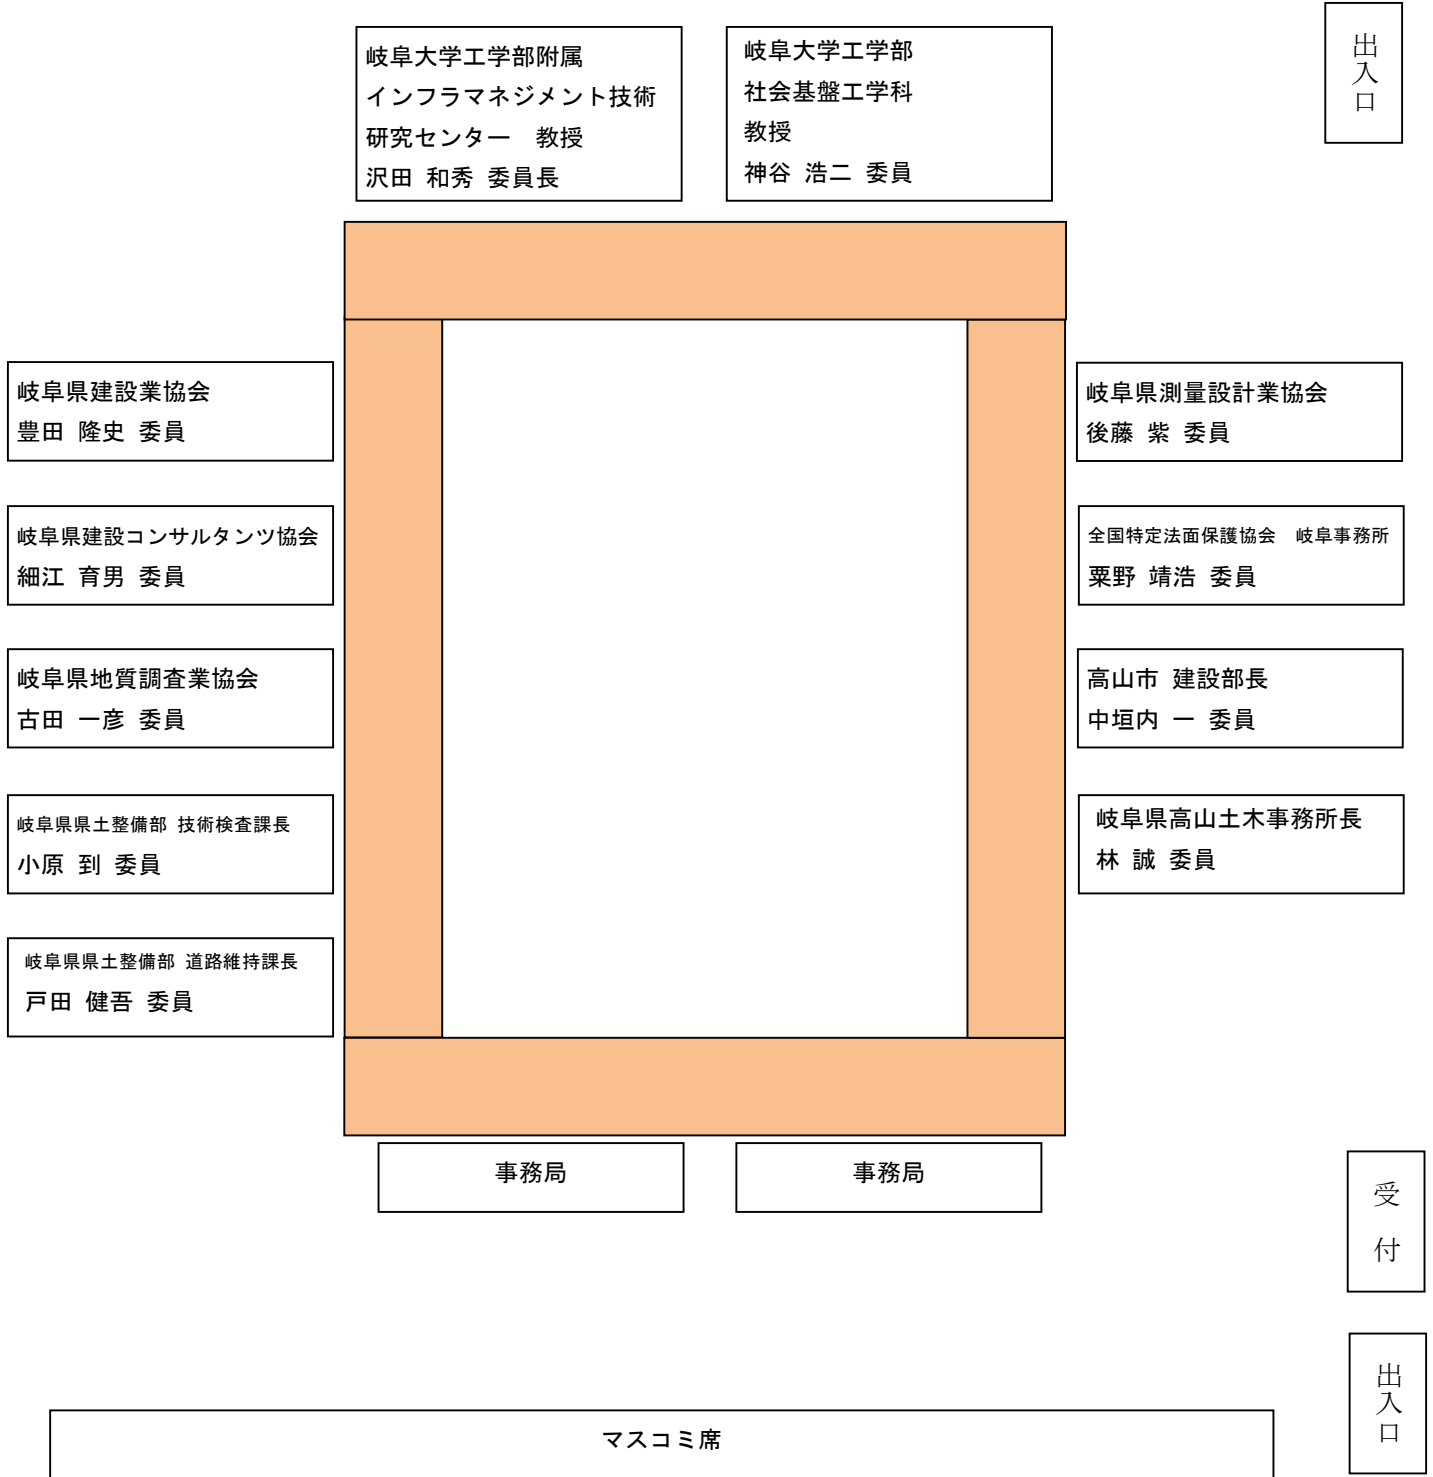 岐阜大学工学部附属
インフラマネジメント技術
研究センター　教授
沢田 和秀 委員長
岐阜大学工学部
社会基盤工学科
教授
神谷 浩二 委員
出入口
岐阜県建設業協会
豊田 隆史 委員
岐阜県測量設計業協会
後藤 紫 委員
岐阜県建設コンサルタンツ協会
細江 育男 委員
全国特定法面保護協会　岐阜事務所
粟野 靖浩 委員
岐阜県地質調査業協会
古田 一彦 委員
高山市 建設部長
中垣内 一 委員
岐阜県県土整備部 技術検査課長
小原 到 委員
岐阜県高山土木事務所長
林 誠 委員
岐阜県県土整備部 道路維持課長
戸田 健吾 委員
事務局
事務局
受付
出入口
マスコミ席